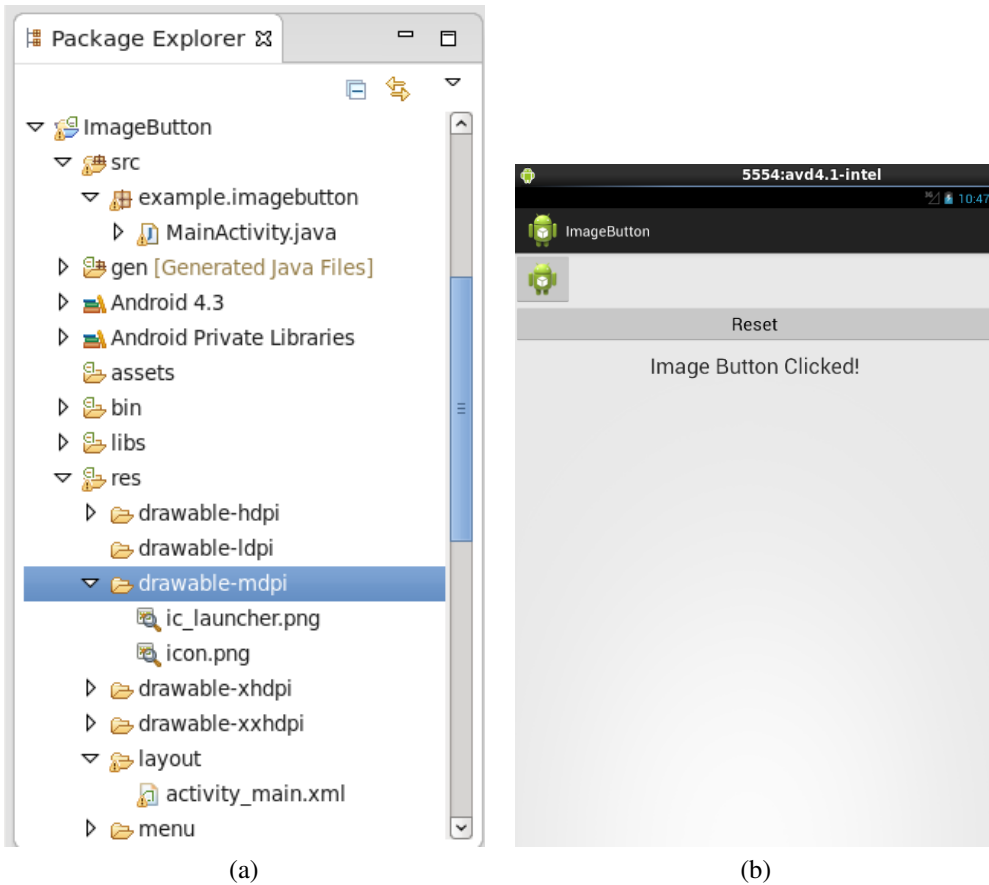 Package Explorer
ImageButton
src
example.imagebutton
MainActivity.java
gen [Generated Java Files]
Android 4.3
Android Private Libraries
assets
bin
libs
res
drawable-hdpi
drawable-ldpi
drawable-mdpi
ic_launcher.png
icon.png
drawable-xhdpi
drawable-xxhdpi
layout
activity_main.xml
menu
(a)
5554:avd4.1-intel
10:47
ImageButton
Reset
Image Button Clicked!
(b)